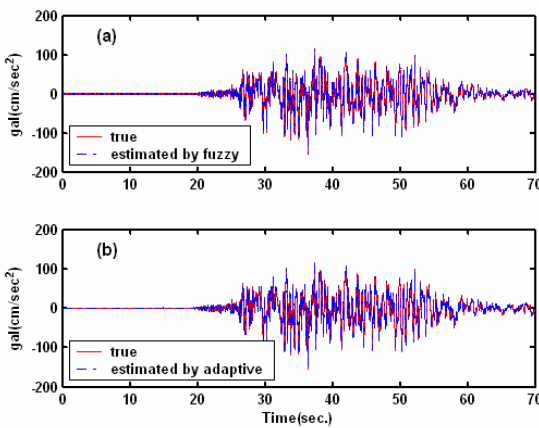 200
(a)
100
gal(cm/sec²)
0
-100
true
estimated by fuzzy
-200
0 10 20 30 40 50 60 70
200
(b)
100
gal(cm/sec²)
0
-100
true
estimated by adaptive
-200
0 10 20 30 40 50 60 70
Time(sec.)